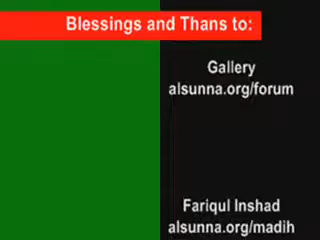 Blessings and Thans to:
Gallery
alsunna.org/forum
Fariqul Inshad
alsunna.org/madih